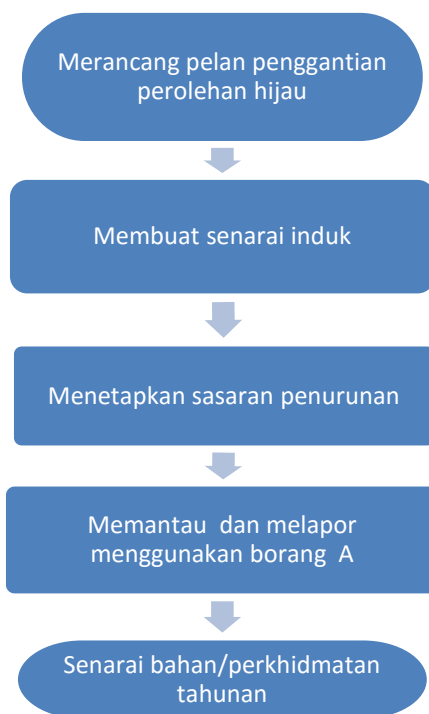 Merancang pelan penggantian
perolehan hijau
Membuat senarai induk
Menetapkan sasaran penurunan
Memantau dan melapor
menggunakan borang A
Senarai bahan/perkhidmatan
tahunan